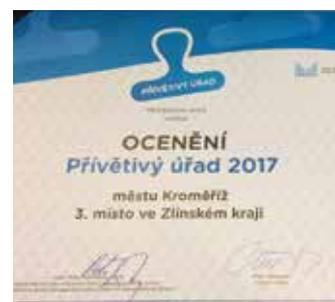 PŘÍVĚTIVÝ ÚŘAD
OCENĚNÍ
Přívětivý úřad 2017
městu Kroměříž
3. místo ve Zlínském kraji